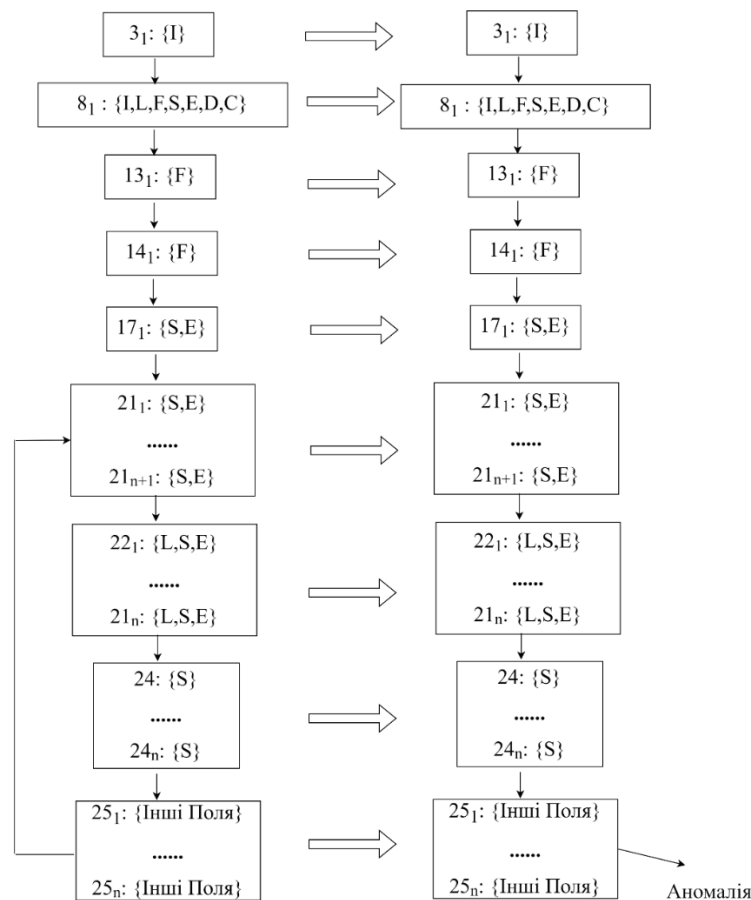 3₁: {I}
3₁: {I}
8₁ : {I,L,F,S,E,D,C}
8₁ : {I,L,F,S,E,D,C}
13₁: {F}
13₁: {F}
14₁: {F}
14₁: {F}
17₁: {S,E}
17₁: {S,E}
21₁: {S,E}
......
21ₙ₊₁: {S,E}
21₁: {S,E}
......
21ₙ₊₁: {S,E}
22₁: {L,S,E}
......
21ₙ: {L,S,E}
22₁: {L,S,E}
......
21ₙ: {L,S,E}
24: {S}
......
24ₙ: {S}
24: {S}
......
24ₙ: {S}
25₁: {Інші Поля}
......
25ₙ: {Інші Поля}
25₁: {Інші Поля}
......
25ₙ: {Інші Поля}
Аномалія